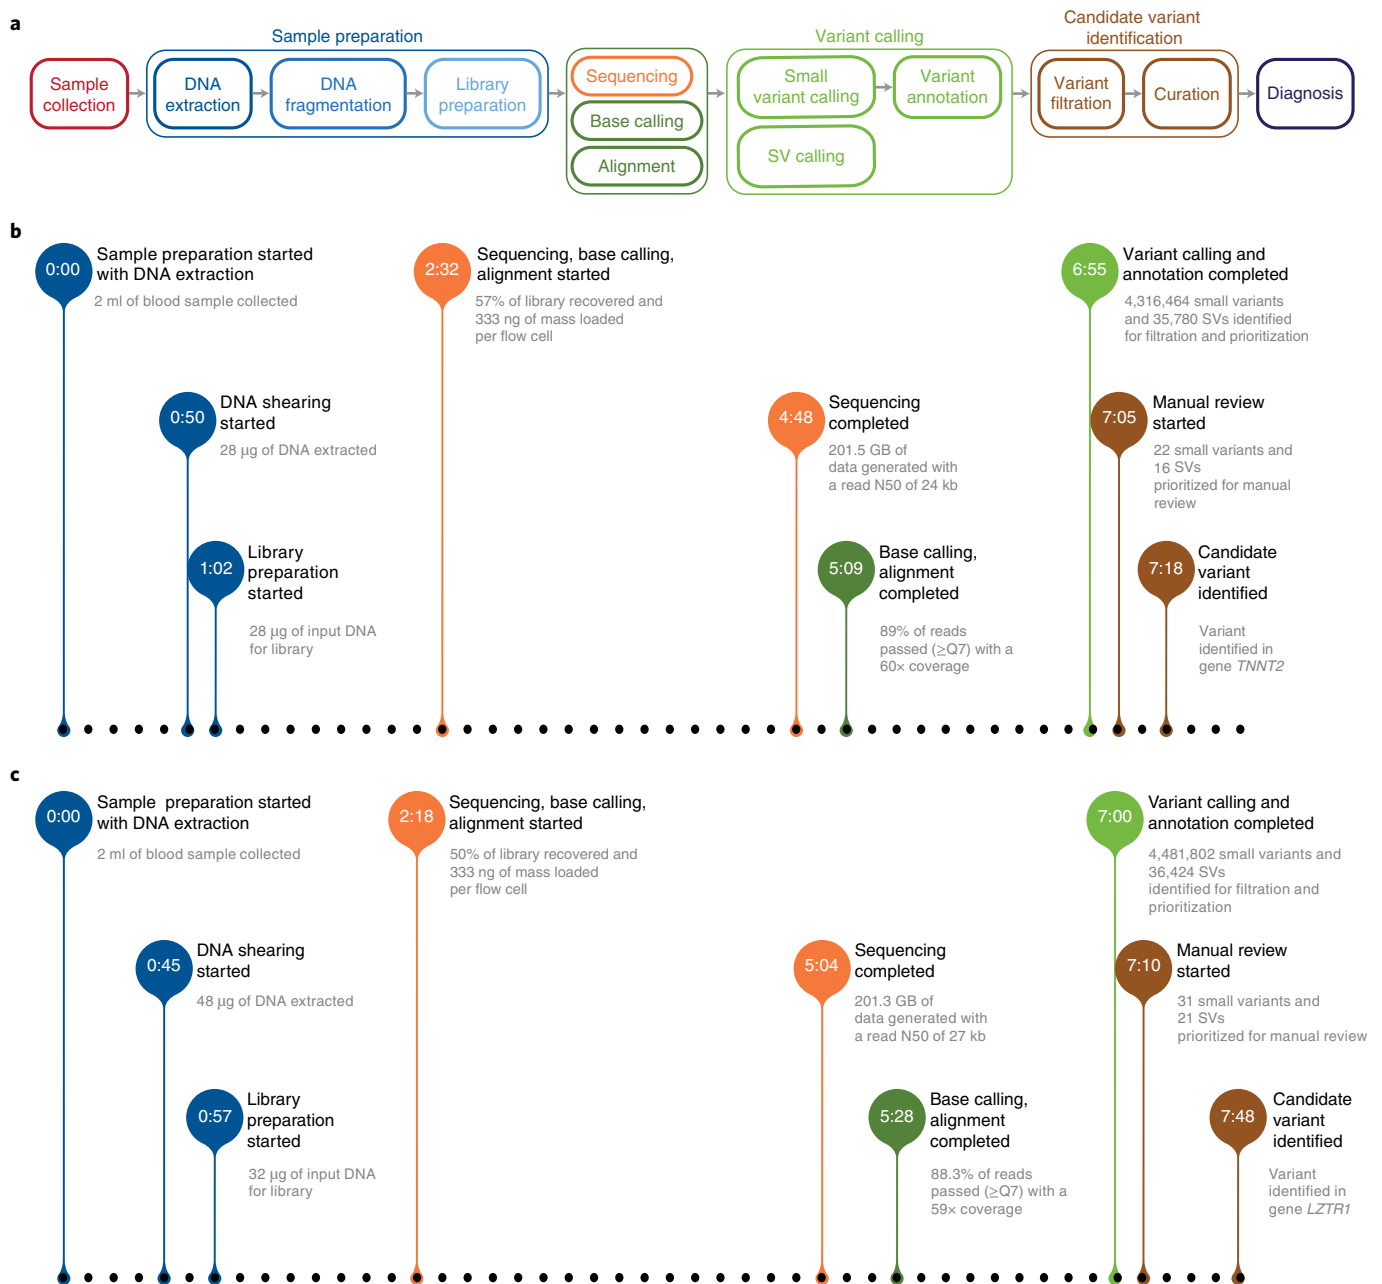 a
Sample preparation
Variant calling
Candidate variant
identification
Sample
collection
DNA
extraction
DNA
fragmentation
Library
preparation
Sequencing
Base calling
Alignment
Small
variant calling
Variant
annotation
SV calling
Variant
filtration
Curation
Diagnosis
b
0:00
Sample preparation started
with DNA extraction
2 ml of blood sample collected
2:32
Sequencing, base calling,
alignment started
57% of library recovered and
333 ng of mass loaded
per flow cell
6:55
Variant calling and
annotation completed
4,316,464 small variants
and 35,780 SVs identified
for filtration and prioritization
0:50
DNA shearing
started
28 µg of DNA extracted
4:48
Sequencing
completed
201.5 GB of
data generated with
a read N50 of 24 kb
7:05
Manual review
started
22 small variants and
16 SVs
prioritized for manual
review
1:02
Library
preparation
started
28 µg of input DNA
for library
5:09
Base calling,
alignment
completed
89% of reads
passed (≥Q7) with a
60× coverage
7:18
Candidate
variant
identified
Variant
identified in
gene TNNT2
c
0:00
Sample preparation started
with DNA extraction
2 ml of blood sample collected
2:18
Sequencing, base calling,
alignment started
50% of library recovered and
333 ng of mass loaded
per flow cell
7:00
Variant calling and
annotation completed
4,481,802 small variants and
36,424 SVs
identified for filtration and
prioritization
0:45
DNA shearing
started
48 µg of DNA extracted
5:04
Sequencing
completed
201.3 GB of
data generated with
a read N50 of 27 kb
7:10
Manual review
started
31 small variants and
21 SVs
prioritized for manual review
0:57
Library
preparation
started
32 µg of input DNA
for library
5:28
Base calling,
alignment
completed
88.3% of reads
passed (≥Q7) with a
59× coverage
7:48
Candidate
variant
identified
Variant
identified in
gene LZTR1